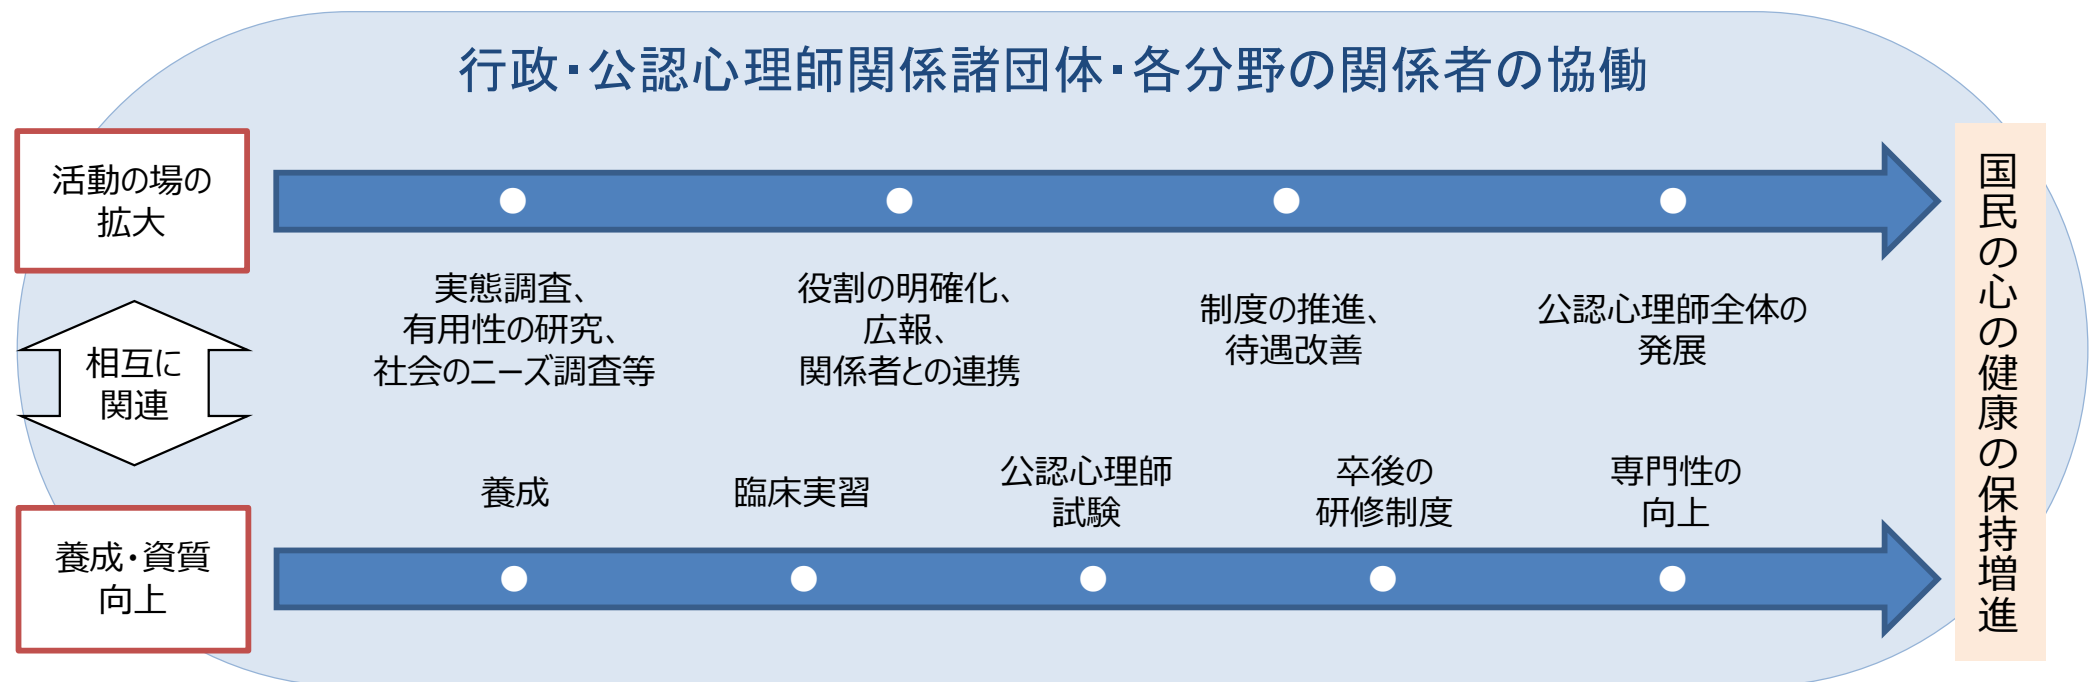 行政・公認心理師関係諸団体・各分野の関係者の協働
活動の場の
拡大
実態調査、
有用性の研究、
社会のニーズ調査等
役割の明確化、
広報、
関係者との連携
制度の推進、
待遇改善
公認心理師全体の
発展
相互に
関連
養成
臨床実習
公認心理師
試験
卒後の
研修制度
専門性の
向上
養成・資質
向上
国民の心の健康の保持増進